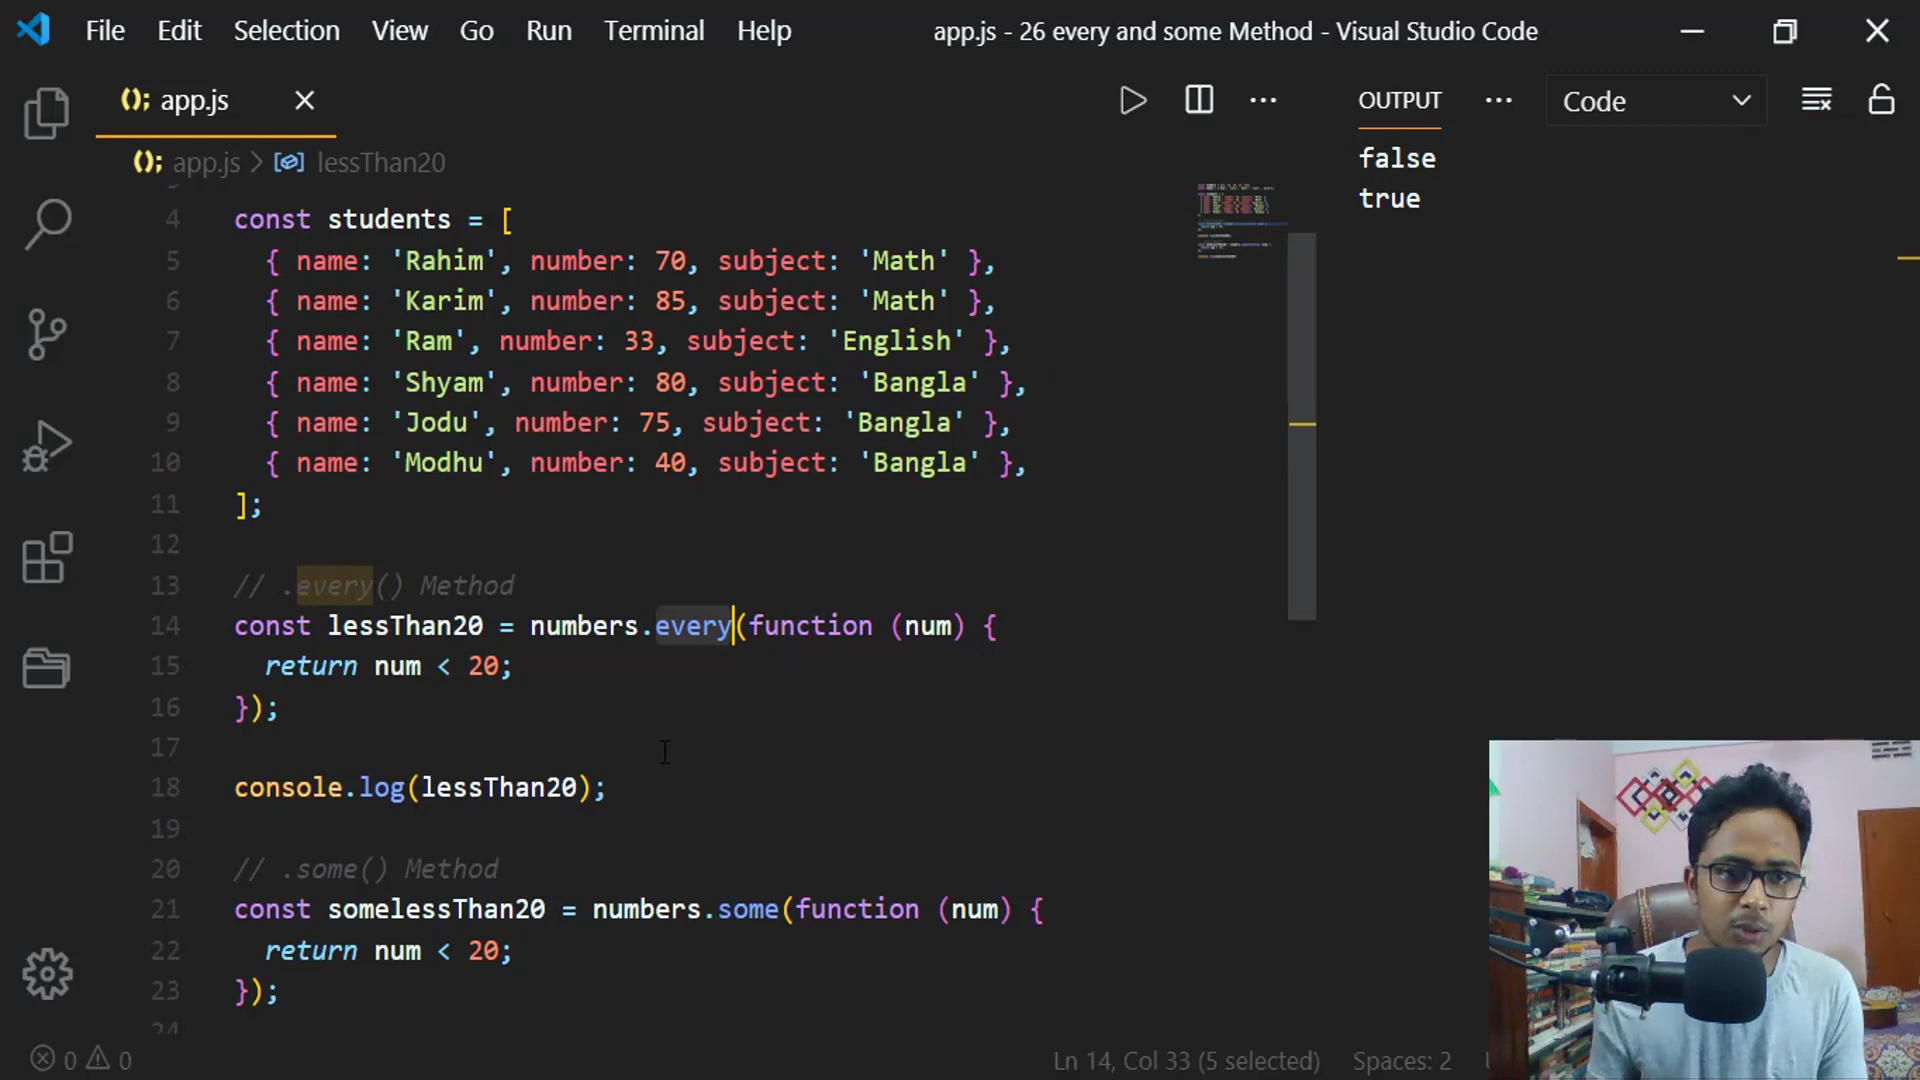 File Edit Selection View Go Run Terminal Help app.js - 26 every and some Method - Visual Studio Code
app.js
OUTPUT ··· Code
app.js > lessThan20
false
true
4 const students = [
5 { name: 'Rahim', number: 70, subject: 'Math' },
6 { name: 'Karim', number: 85, subject: 'Math' },
7 { name: 'Ram', number: 33, subject: 'English' },
8 { name: 'Shyam', number: 80, subject: 'Bangla' },
9 { name: 'Jodu', number: 75, subject: 'Bangla' },
10 { name: 'Modhu', number: 40, subject: 'Bangla' },
11 ];
12
13 // .every() Method
14 const lessThan20 = numbers.every(function (num) {
15 return num < 20;
16 });
17
18 console.log(lessThan20);
19
20 // .some() Method
21 const somelessThan20 = numbers.some(function (num) {
22 return num < 20;
23 });
24
0 0 Ln 14, Col 33 (5 selected) Spaces: 2